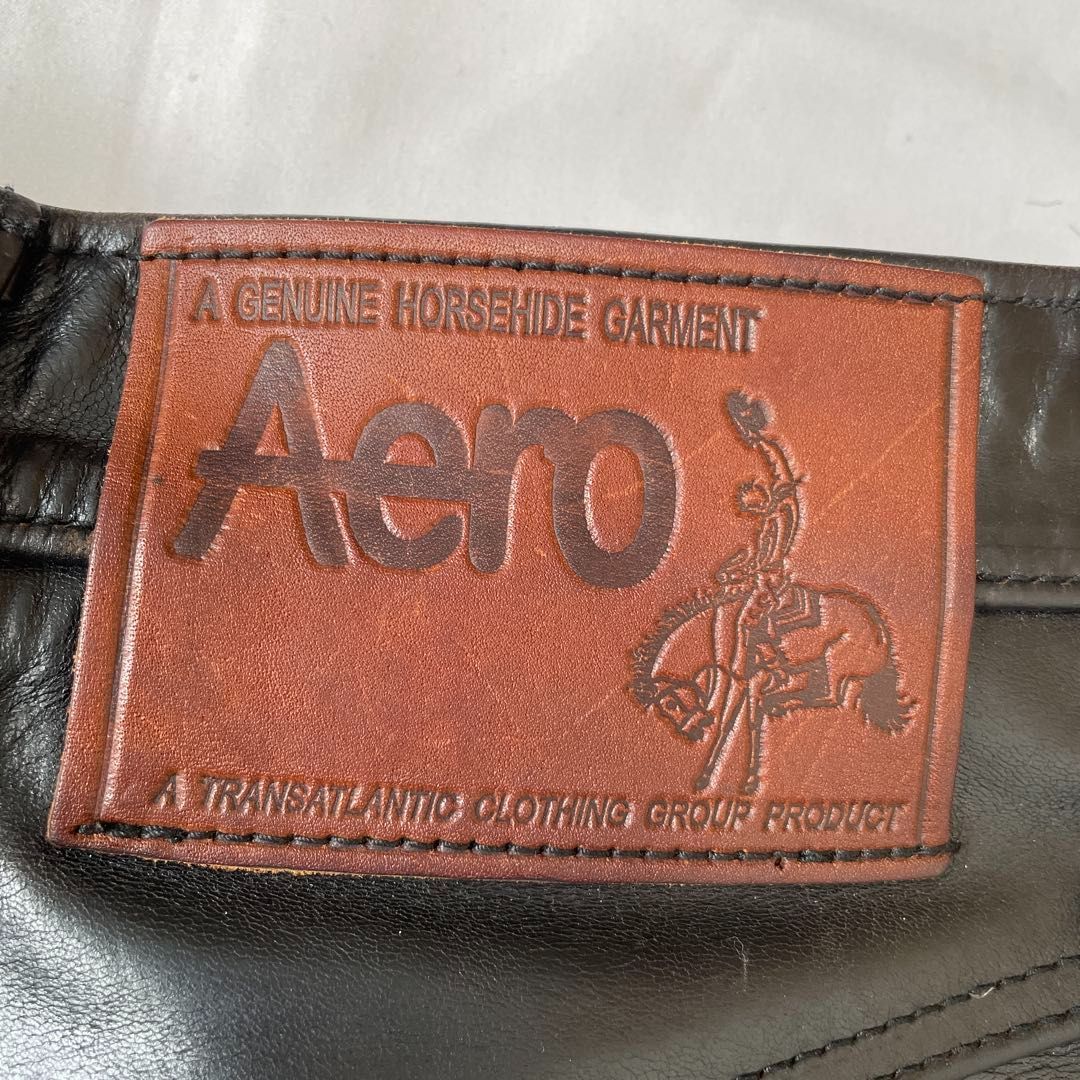 A GENUINE HORSEHIDE GARMENT
Aero
A TRANSATLANTIC CLOTHING GROUP PRODUCT